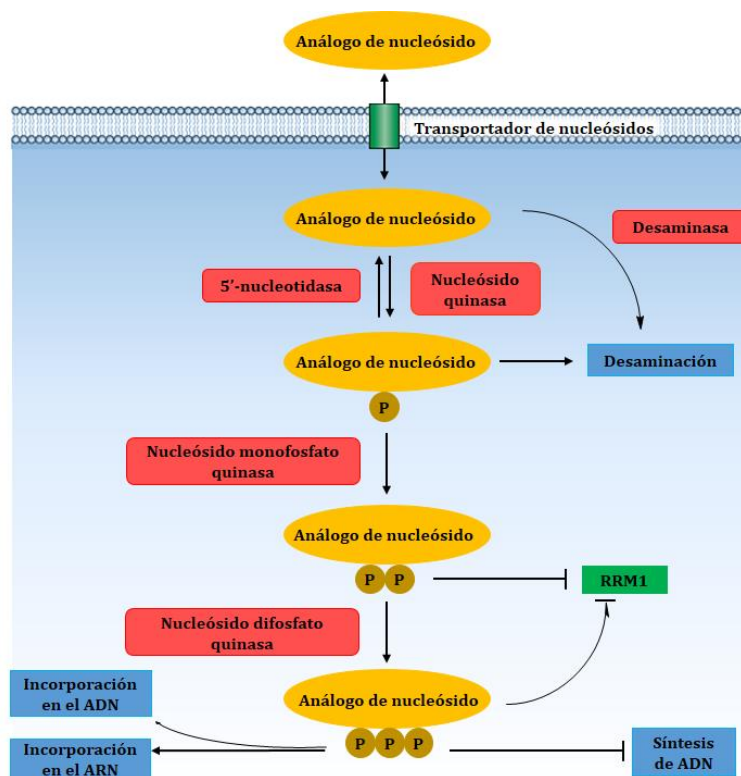 Análogo de nucleósido
Transportador de nucleósidos
Análogo de nucleósido
Desaminasa
5’-nucleotidasa
Nucleósido
quinasa
Análogo de nucleósido
Desaminación
P
Nucleósido monofosfato
quinasa
Análogo de nucleósido
P P
RRM1
Nucleósido difosfato
quinasa
Análogo de nucleósido
Incorporación
en el ADN
P P P
Incorporación
en el ARN
Síntesis
de ADN